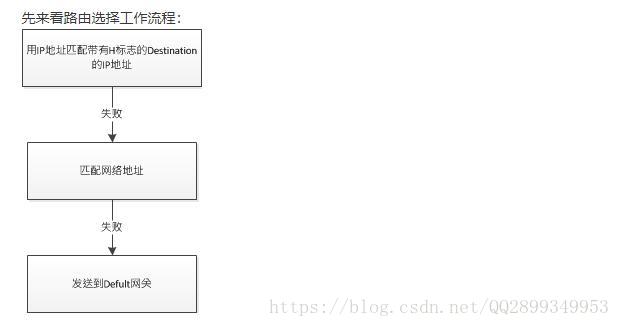 先来看路由选择工作流程：
用IP地址匹配带有H标志的Destination
的IP地址
失败
匹配网络地址
失败
发送到Defult网关
https://blog.csdn.net/QQ2899349953